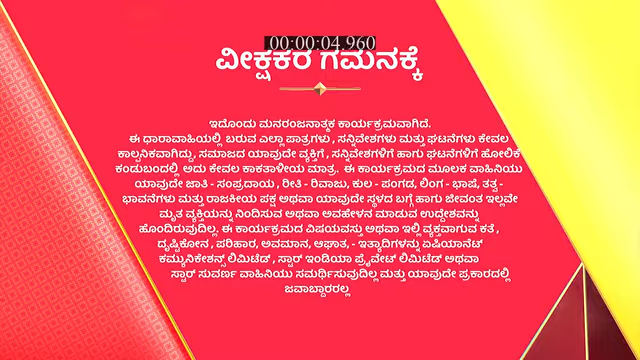 00:00:04.960
ವೀಕ್ಷಕರ ಗಮನಕ್ಕೆ
ಇದೊಂದು ಮನರಂಜನಾತ್ಮಕ ಕಾರ್ಯಕ್ರಮವಾಗಿದೆ.
ಈ ಧಾರಾವಾಹಿಯಲ್ಲಿ ಬರುವ ಎಲ್ಲಾ ಪಾತ್ರಗಳು , ಸನ್ನಿವೇಶಗಳು ಮತ್ತು ಘಟನೆಗಳು ಕೇವಲ
ಕಾಲ್ಪನಿಕವಾಗಿದ್ದು, ಸಮಾಜದ ಯಾವುದೇ ವ್ಯಕ್ತಿಗೆ , ಸನ್ನಿವೇಶಗಳಿಗೆ ಹಾಗು ಘಟನೆಗಳಿಗೆ ಹೋಲಿಕೆ
ಕಂಡುಬಂದಲ್ಲಿ ಅದು ಕೇವಲ ಕಾಕತಾಳೀಯ ಮಾತ್ರ. ಈ ಕಾರ್ಯಕ್ರಮದ ಮೂಲಕ ವಾಹಿನಿಯು
ಯಾವುದೇ ಜಾತಿ - ಸಂಪ್ರದಾಯ , ರೀತಿ - ರಿವಾಜು, ಕುಲ - ಪಂಗಡ, ಲಿಂಗ - ಭಾಷೆ, ತತ್ವ -
ಭಾವನೆಗಳು ಮತ್ತು ರಾಜಕೀಯ ಪಕ್ಷ ಅಥವಾ ಯಾವುದೇ ಸ್ಥಳದ ಬಗ್ಗೆ ಹಾಗು ಜೀವಂತ ಇಲ್ಲವೇ
ಮೃತ ವ್ಯಕ್ತಿಯನ್ನು ನಿಂದಿಸುವ ಅಥವಾ ಅವಹೇಳನ ಮಾಡುವ ಉದ್ದೇಶವನ್ನು
ಹೊಂದಿರುವುದಿಲ್ಲ. ಈ ಕಾರ್ಯಕ್ರಮದ ವಿಷಯವಸ್ತು ಅಥವಾ ಇಲ್ಲಿ ವ್ಯಕ್ತವಾಗುವ ಕತೆ ,
ದೃಷ್ಟಿಕೋನ , ಪರಿಹಾರ, ಅವಮಾನ, ಆಘಾತ, - ಇತ್ಯಾದಿಗಳನ್ನು ಏಷಿಯಾನೆಟ್
ಕಮ್ಯುನಿಕೇಶನ್ಸ್ ಲಿಮಿಟೆಡ್ , ಸ್ಟಾರ್ ಇಂಡಿಯಾ ಪ್ರೈವೇಟ್ ಲಿಮಿಟೆಡ್ ಅಥವಾ
ಸ್ಟಾರ್ ಸುವರ್ಣ ವಾಹಿನಿಯು ಸಮರ್ಥಿಸುವುದಿಲ್ಲ ಮತ್ತು ಯಾವುದೇ ಪ್ರಕಾರದಲ್ಲಿ
ಜವಾಬ್ದಾರರಲ್ಲ